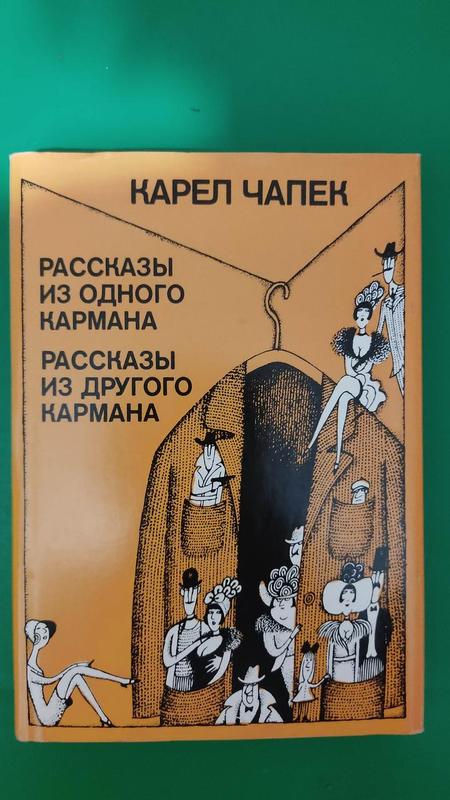 КАРЕЛ ЧАПЕК
РАССКАЗЫ
ИЗ ОДНОГО
КАРМАНА
РАССКАЗЫ
ИЗ ДРУГОГО
КАРМАНА